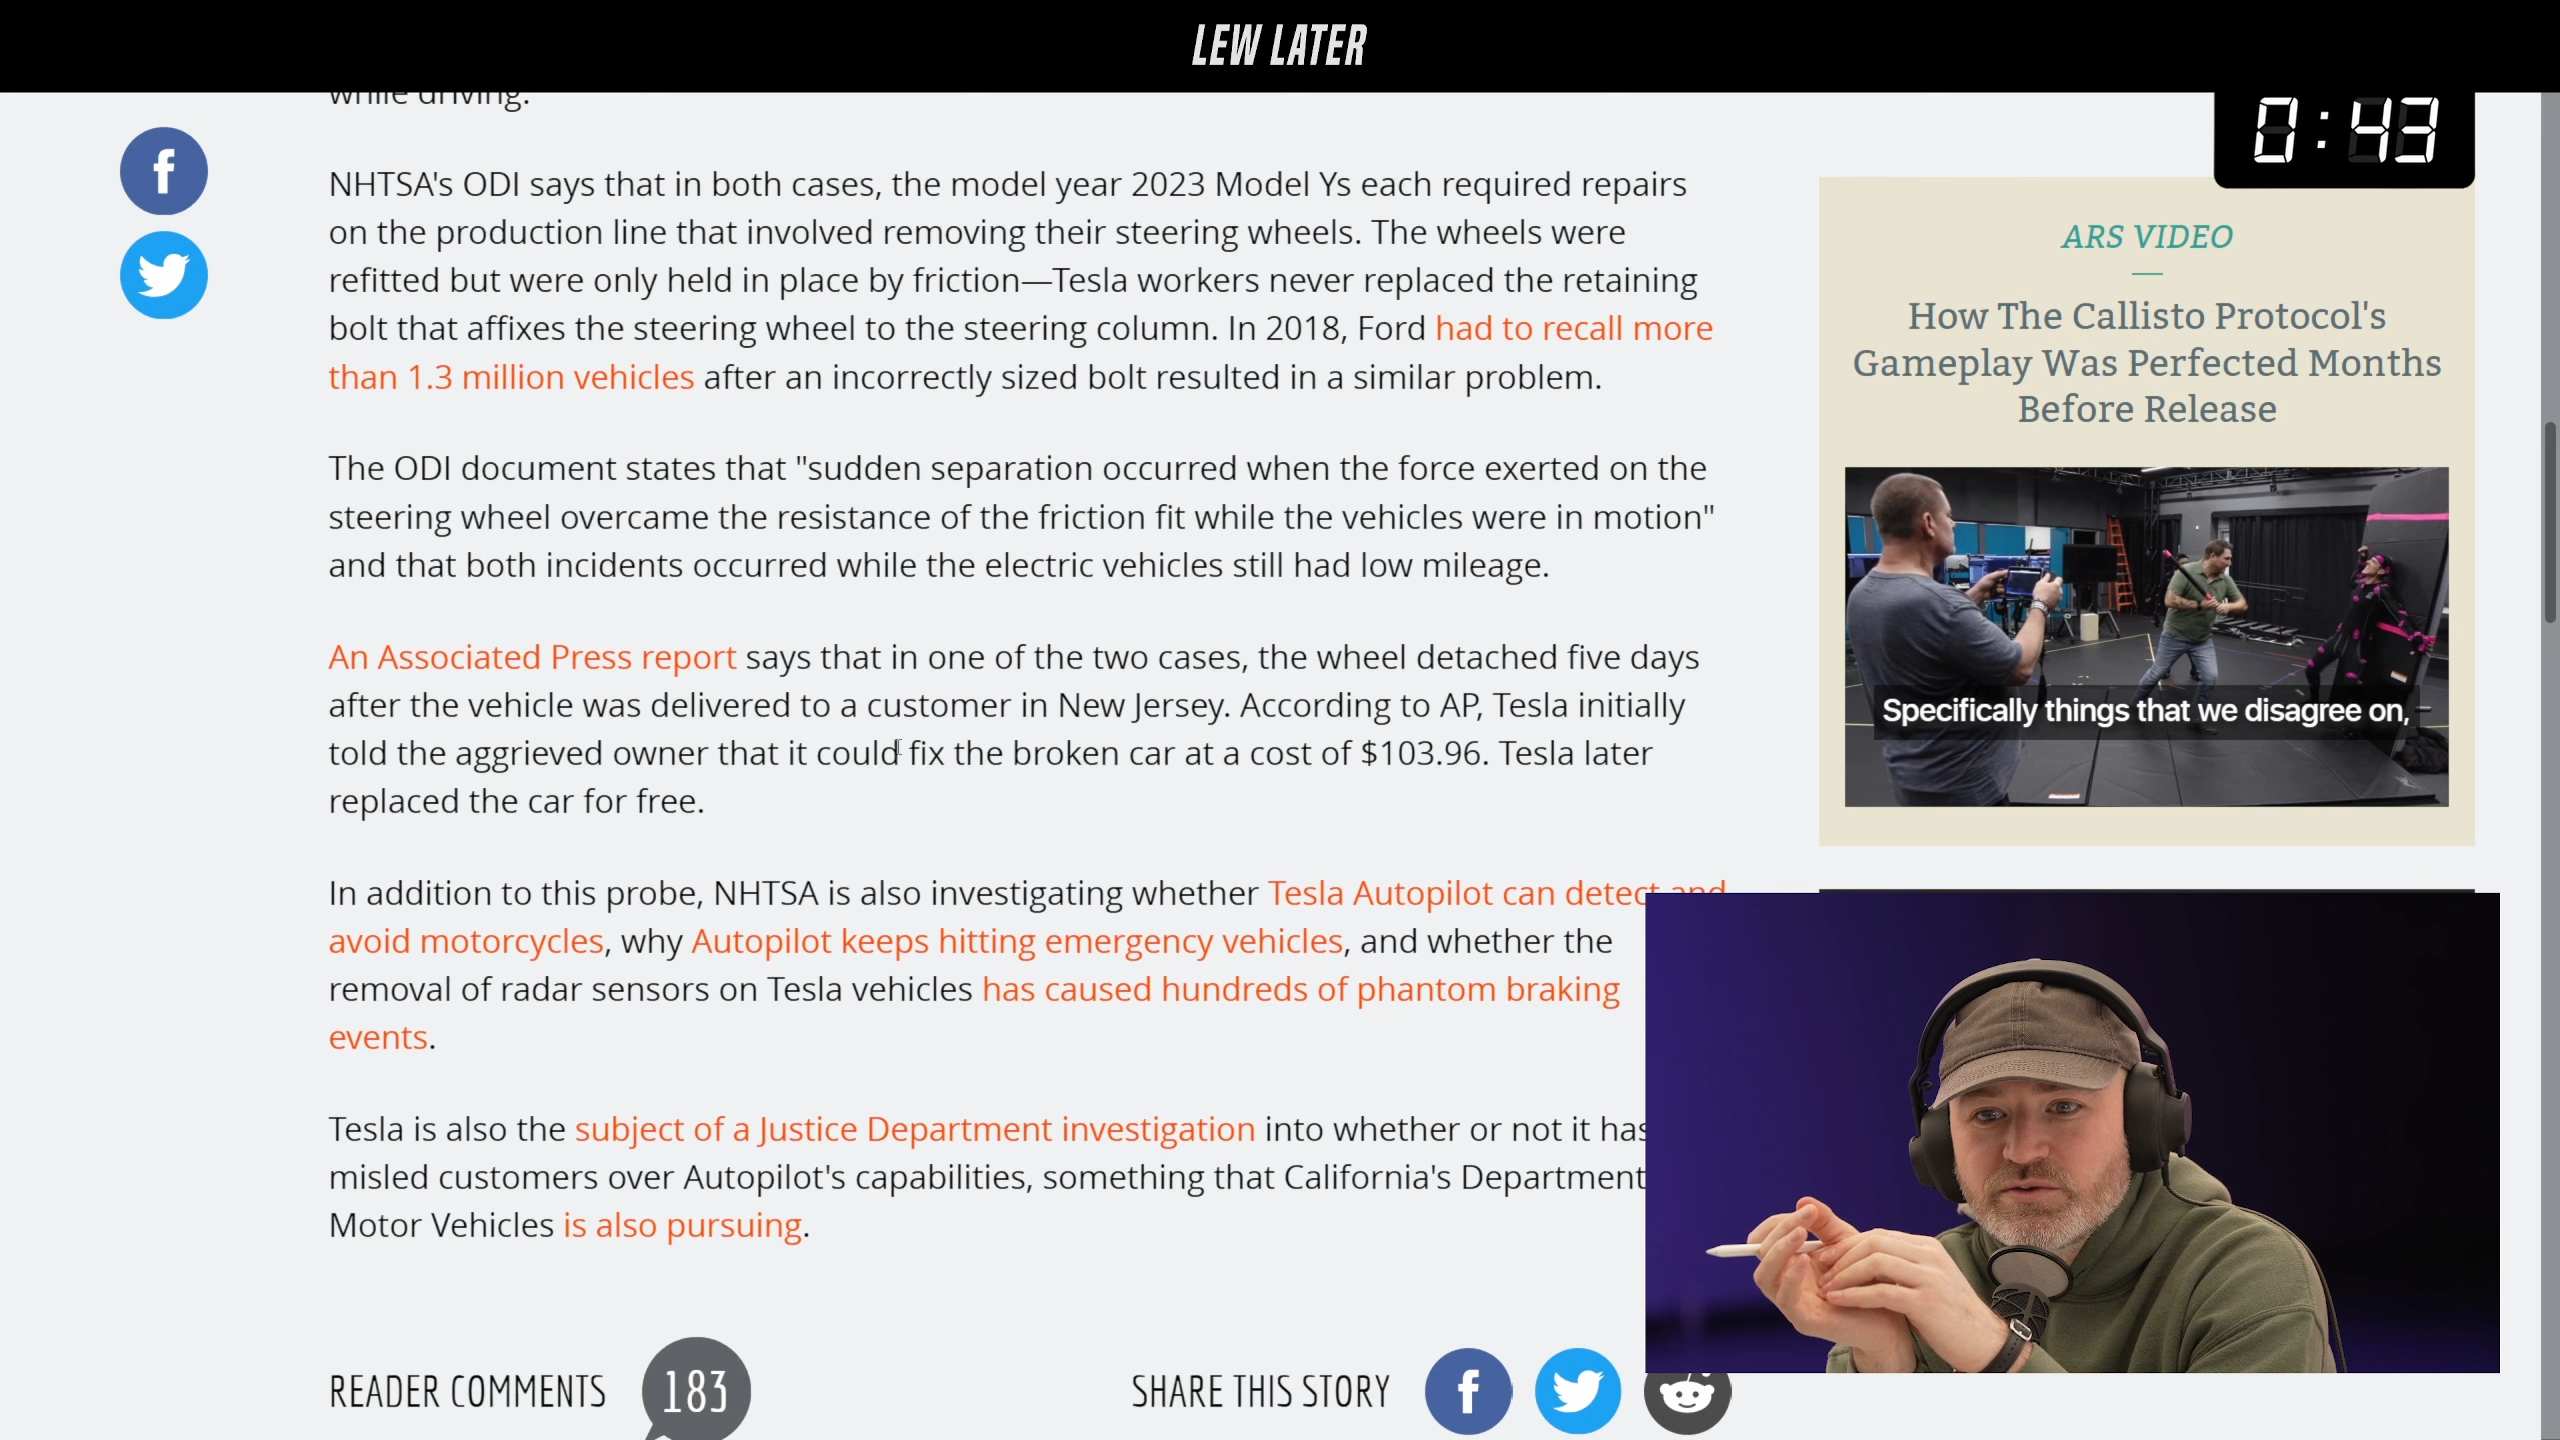 LEW LATER
while driving.
0:43
NHTSA's ODI says that in both cases, the model year 2023 Model Ys each required repairs
on the production line that involved removing their steering wheels. The wheels were
refitted but were only held in place by friction—Tesla workers never replaced the retaining
bolt that affixes the steering wheel to the steering column. In 2018, Ford had to recall more
than 1.3 million vehicles after an incorrectly sized bolt resulted in a similar problem.
The ODI document states that "sudden separation occurred when the force exerted on the
steering wheel overcame the resistance of the friction fit while the vehicles were in motion"
and that both incidents occurred while the electric vehicles still had low mileage.
An Associated Press report says that in one of the two cases, the wheel detached five days
after the vehicle was delivered to a customer in New Jersey. According to AP, Tesla initially
told the aggrieved owner that it could fix the broken car at a cost of $103.96. Tesla later
replaced the car for free.
In addition to this probe, NHTSA is also investigating whether Tesla Autopilot can detect and
avoid motorcycles, why Autopilot keeps hitting emergency vehicles, and whether the
removal of radar sensors on Tesla vehicles has caused hundreds of phantom braking
events.
Tesla is also the subject of a Justice Department investigation into whether or not it has
misled customers over Autopilot's capabilities, something that California's Department
Motor Vehicles is also pursuing.
READER COMMENTS 183
SHARE THIS STORY
ARS VIDEO
How The Callisto Protocol's
Gameplay Was Perfected Months
Before Release
Specifically things that we disagree on,